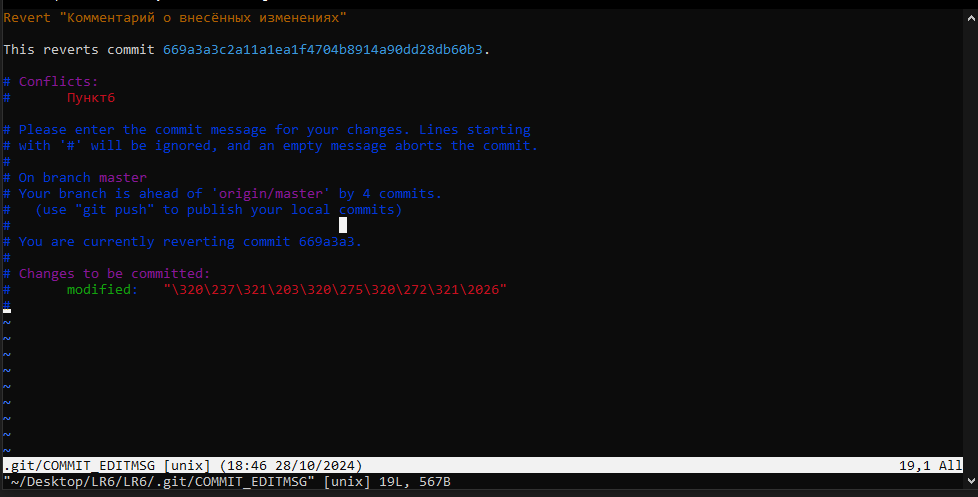 Revert "Комментарий о внесённых изменениях"
This reverts commit 669a3a3c2a11a1ea1f4704b8914a90dd28db60b3.
# Conflicts:
#       Пункт6
# Please enter the commit message for your changes. Lines starting
# with '#' will be ignored, and an empty message aborts the commit.
#
# On branch master
# Your branch is ahead of 'origin/master' by 4 commits.
#   (use "git push" to publish your local commits)
#
# You are currently reverting commit 669a3a3.
#
# Changes to be committed:
#       modified:   "\320\237\321\203\320\275\320\272\321\2026"
#
~
~
~
~
~
~
~
~
~
.git/COMMIT_EDITMSG [unix] (18:46 28/10/2024) 19,1 All
"~/Desktop/LR6/LR6/.git/COMMIT_EDITMSG" [unix] 19L, 567B